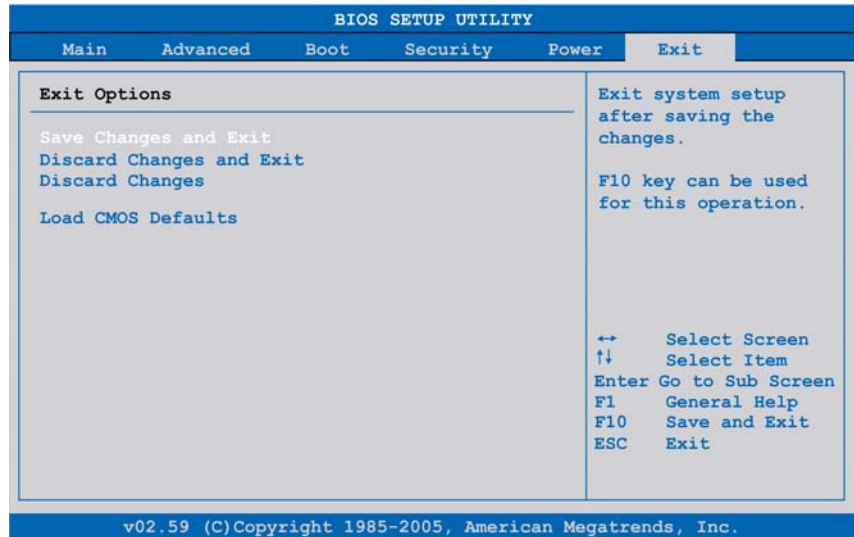 BIOS SETUP UTILITY
Main Advanced Boot Security Power Exit
Exit Options
Save Changes and Exit
Discard Changes and Exit
Discard Changes
Load CMOS Defaults
Exit system setup
after saving the
changes.
F10 key can be used
for this operation.
↔ Select Screen
↑↓ Select Item
Enter Go to Sub Screen
F1 General Help
F10 Save and Exit
ESC Exit
v02.59 (C)Copyright 1985-2005, American Megatrends, Inc.